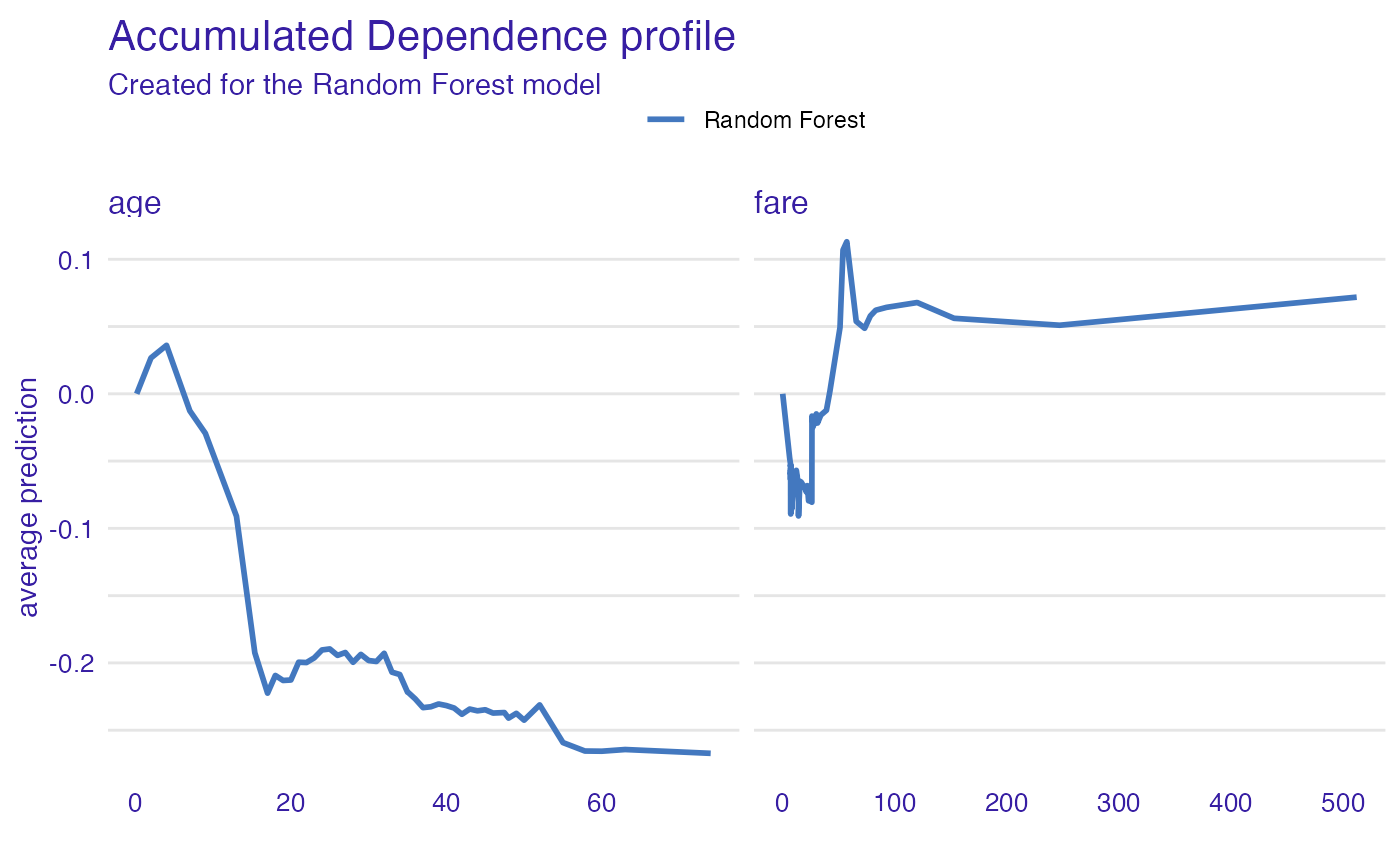 Accumulated Dependence profile
Created for the Random Forest model
Random Forest
age
fare
average prediction
0.1
0.0
-0.1
-0.2
0 20 40 60
0 100 200 300 400 500